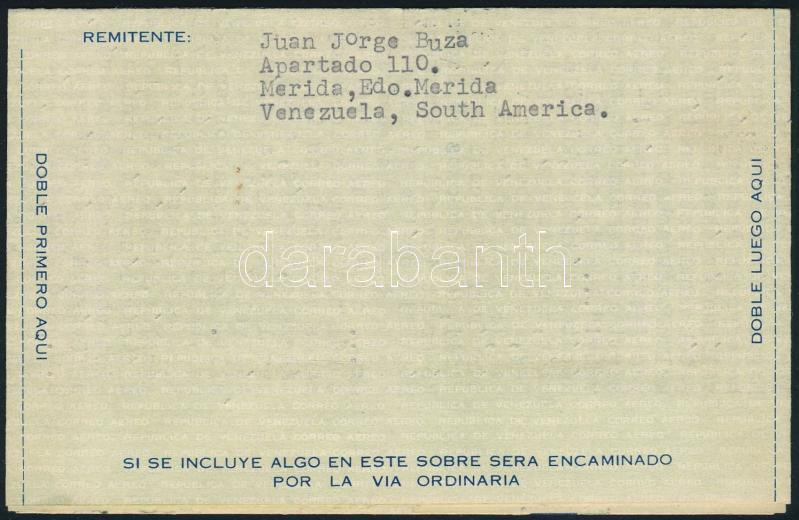 REMITENTE:
Juan Jorge Buza
Apartado 110.
Merida,Edo.Merida
Venezuela, South America.
DOBLE PRIMERO AQUI
DOBLE LUEGO AQUI
darabanth
SI SE INCLUYE ALGO EN ESTE SOBRE SERA ENCAMINADO
POR LA VIA ORDINARIA